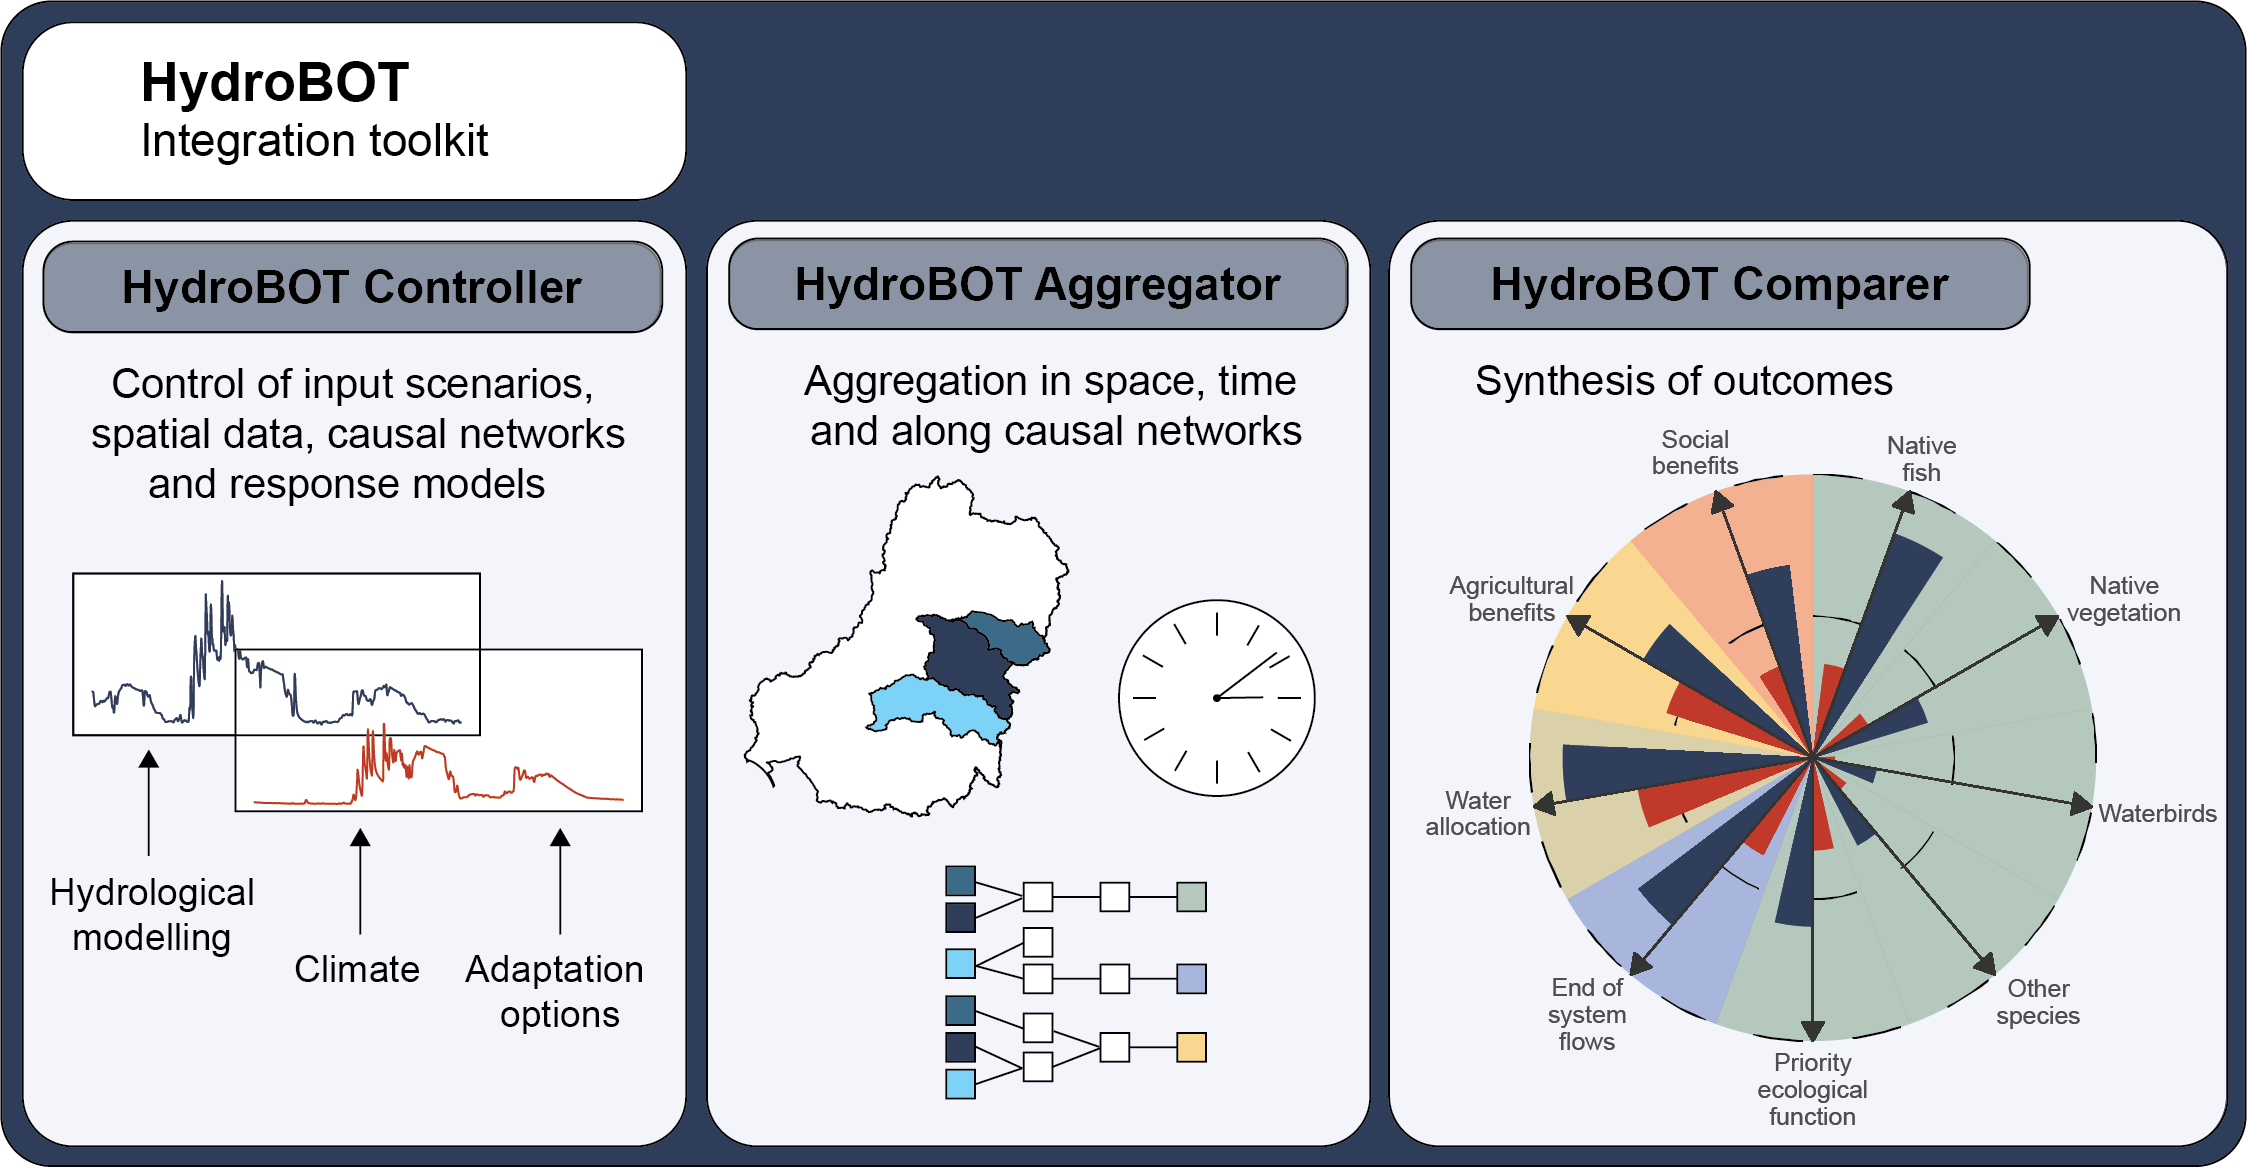 HydroBOT
Integration toolkit
HydroBOT Controller
Control of input scenarios,
spatial data, causal networks
and response models
Hydrological
modelling
Climate
Adaptation
options
HydroBOT Aggregator
Aggregation in space, time
and along causal networks
HydroBOT Comparer
Synthesis of outcomes
Social
benefits
Native
fish
Agricultural
benefits
Native
vegetation
Water
allocation
Waterbirds
End of
system
flows
Other
species
Priority
ecological
function